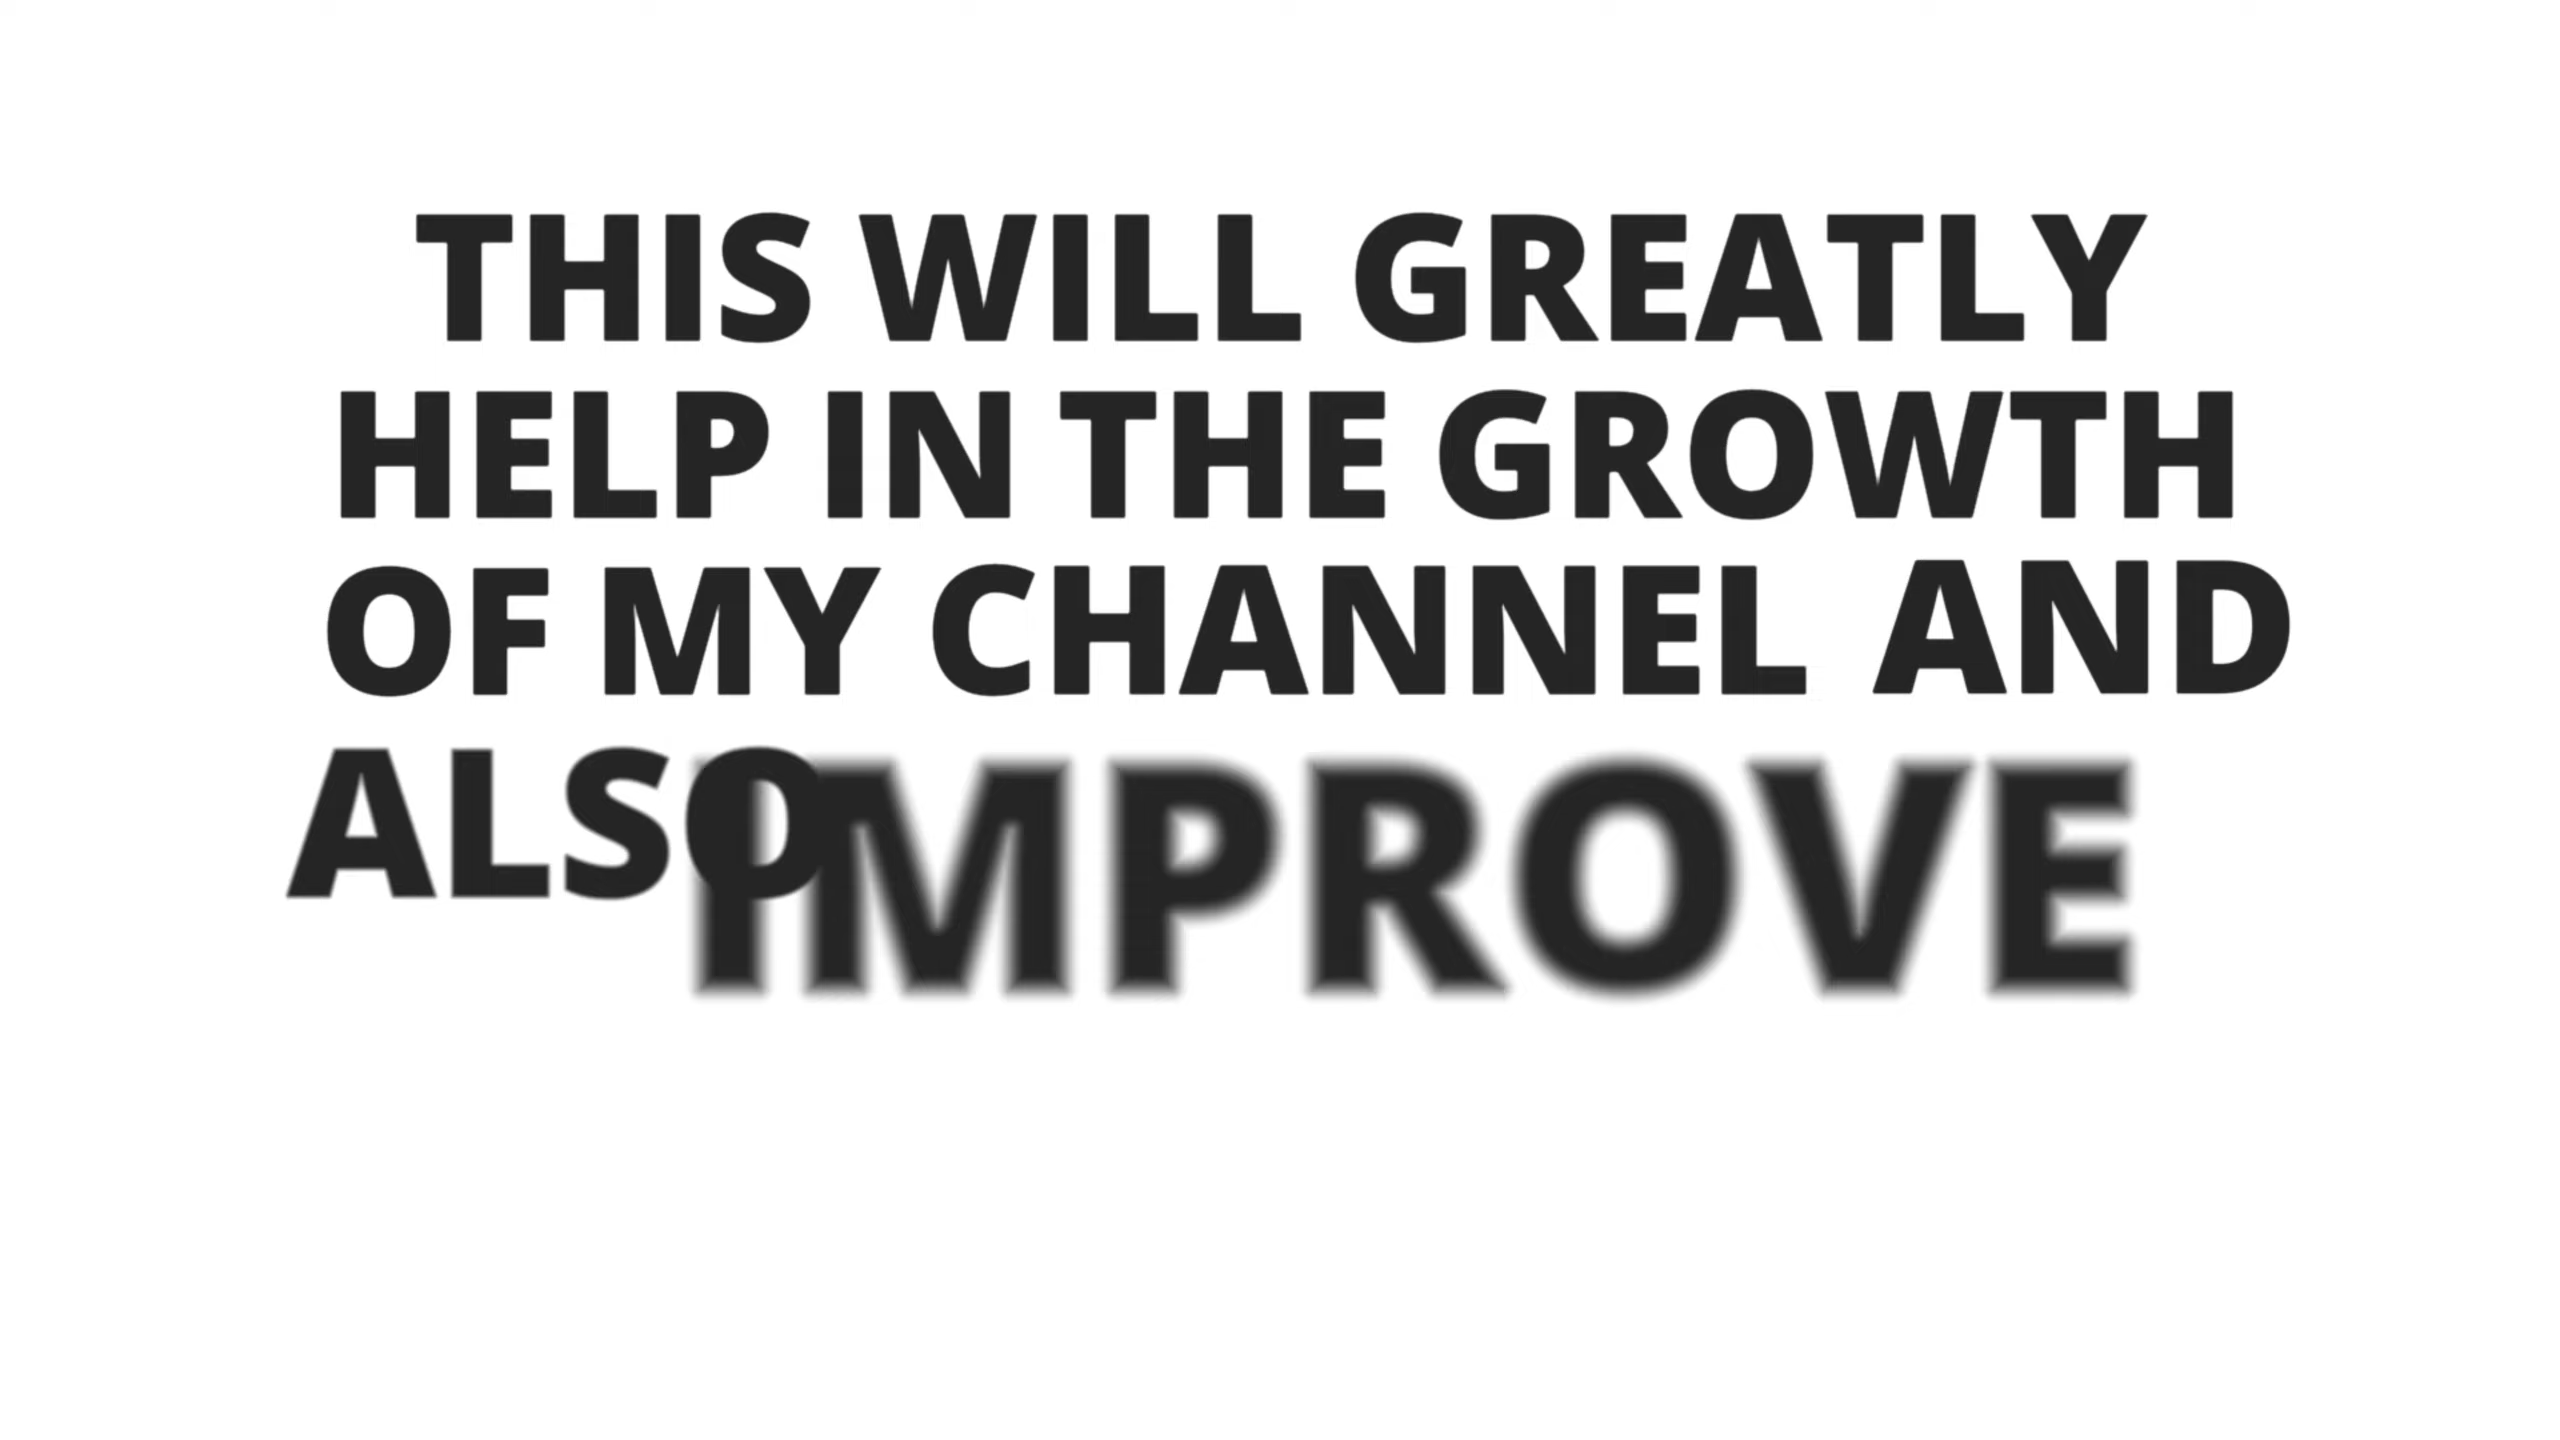 THIS WILL GREATLY
HELP IN THE GROWTH
OF MY CHANNEL AND
ALSO IMPROVE